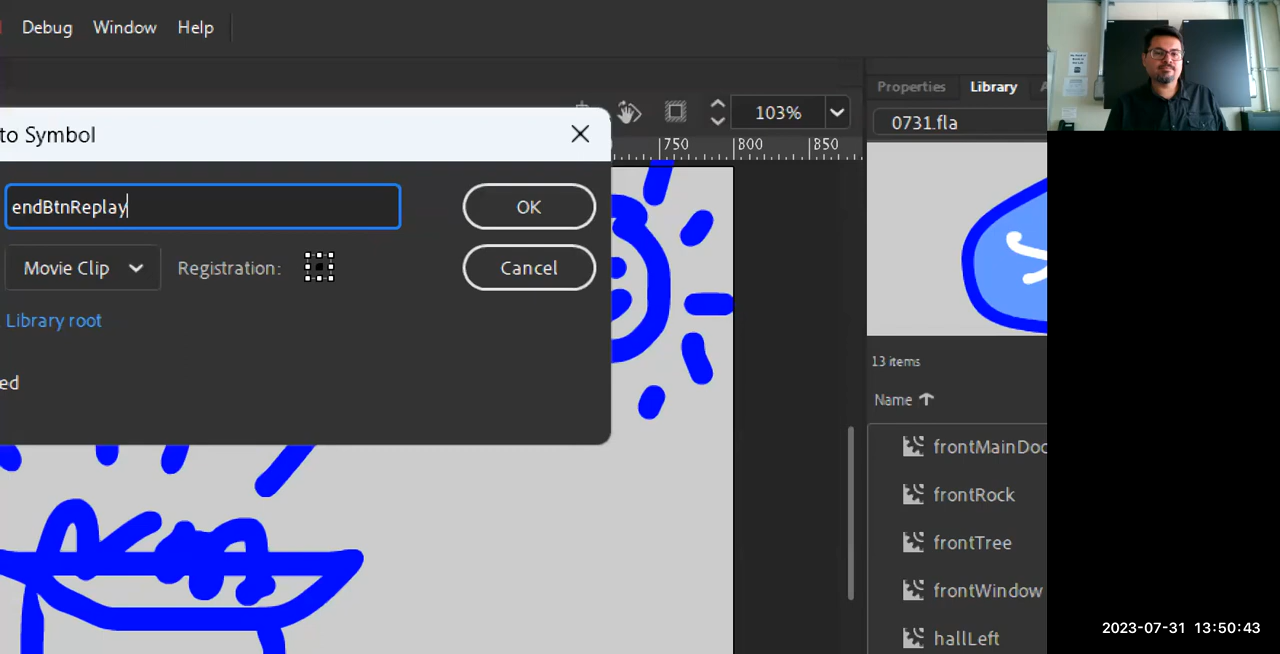 Debug Window Help
Properties Library
103%
0731.fla
to Symbol
750 800 850
endBtnReplay
OK
Movie Clip
Registration:
Cancel
Library root
ed
13 items
Name
frontMainDoo
frontRock
frontTree
frontWindow
hallLeft
2023-07-31 13:50:43